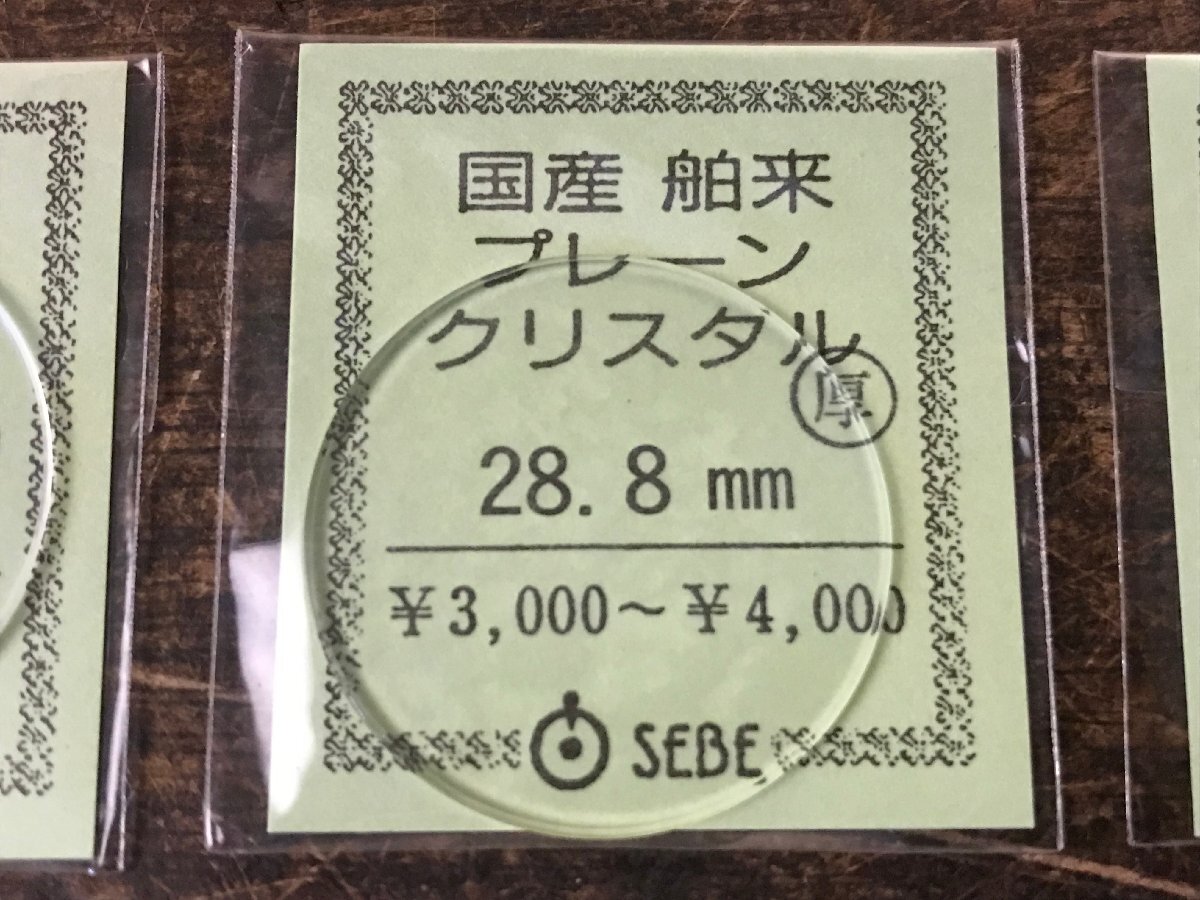 国産 舶来
プレーン
クリスタル
厚
28.8 mm
¥3,000～¥4,000
SEBE